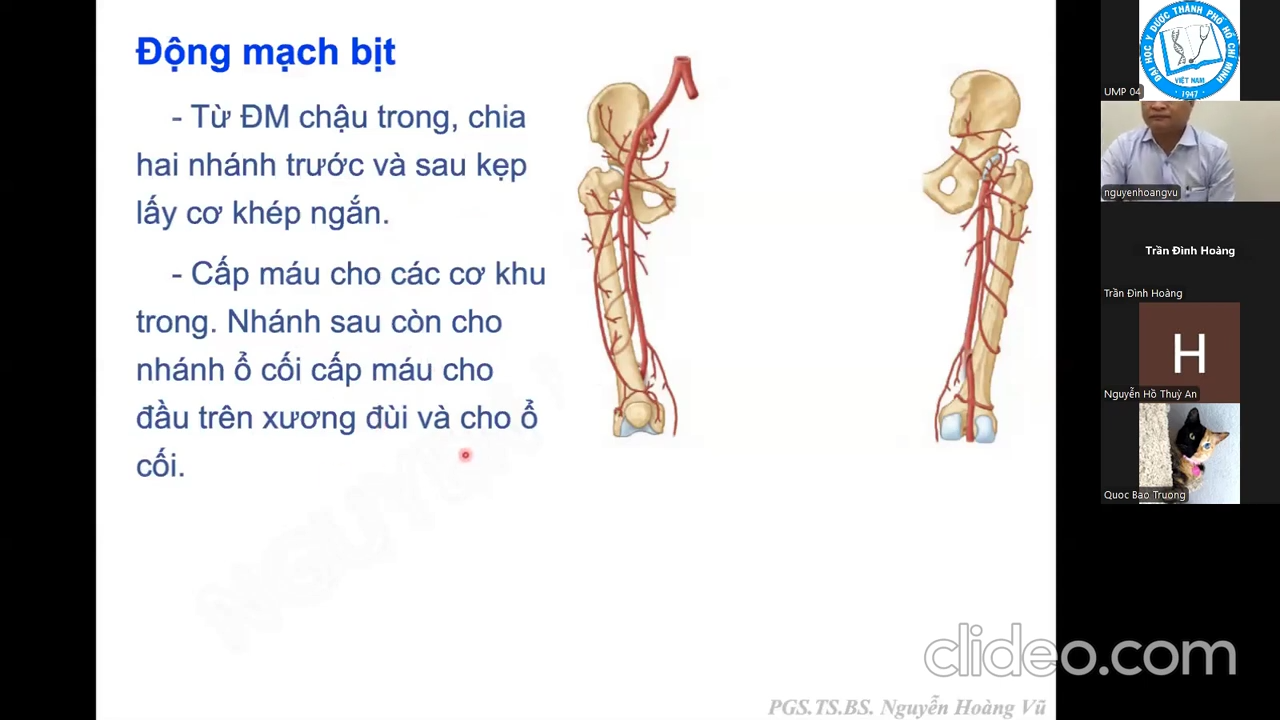 Động mạch bịt
- Từ ĐM chậu trong, chia
hai nhánh trước và sau kẹp
lấy cơ khép ngắn.
- Cấp máu cho các cơ khu
trong. Nhánh sau còn cho
nhánh ổ cối cấp máu cho
đầu trên xương đùi và cho ổ
cối.
NGUYỄN
clideo.com
PGS.TS.BS. Nguyễn Hoàng Vũ
ĐẠI HỌC Y DƯỢC THÀNH PHỐ HỒ CHÍ MINH
VIỆT NAM
· 1947 ·
UMP 04
nguyenhoangvu
Trần Đình Hoàng
Trần Đình Hoàng
H
Nguyễn Hồ Thuỳ An
Quoc Bao Truong